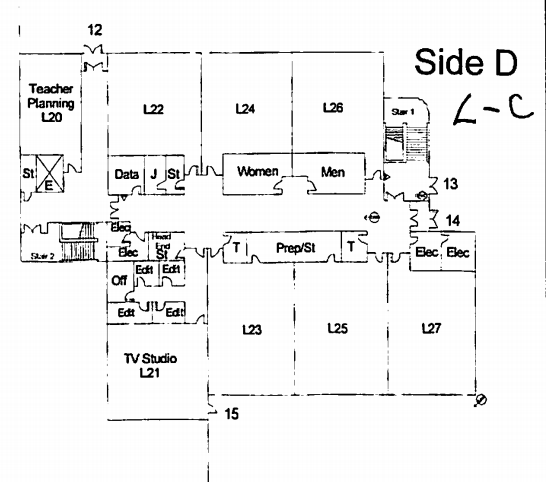 12
Side D
L-C
Teacher
Planning
L20
L22
L24
L26
Stair 1
St
E
Data
J
St
Women
Men
13
14
Elec
Elec
Head
End
St
Stair 2
T
Prep/St
T
Elec
Elec
Off
Edit
Edit
Edit
Edit
L23
L25
L27
TV Studio
L21
15